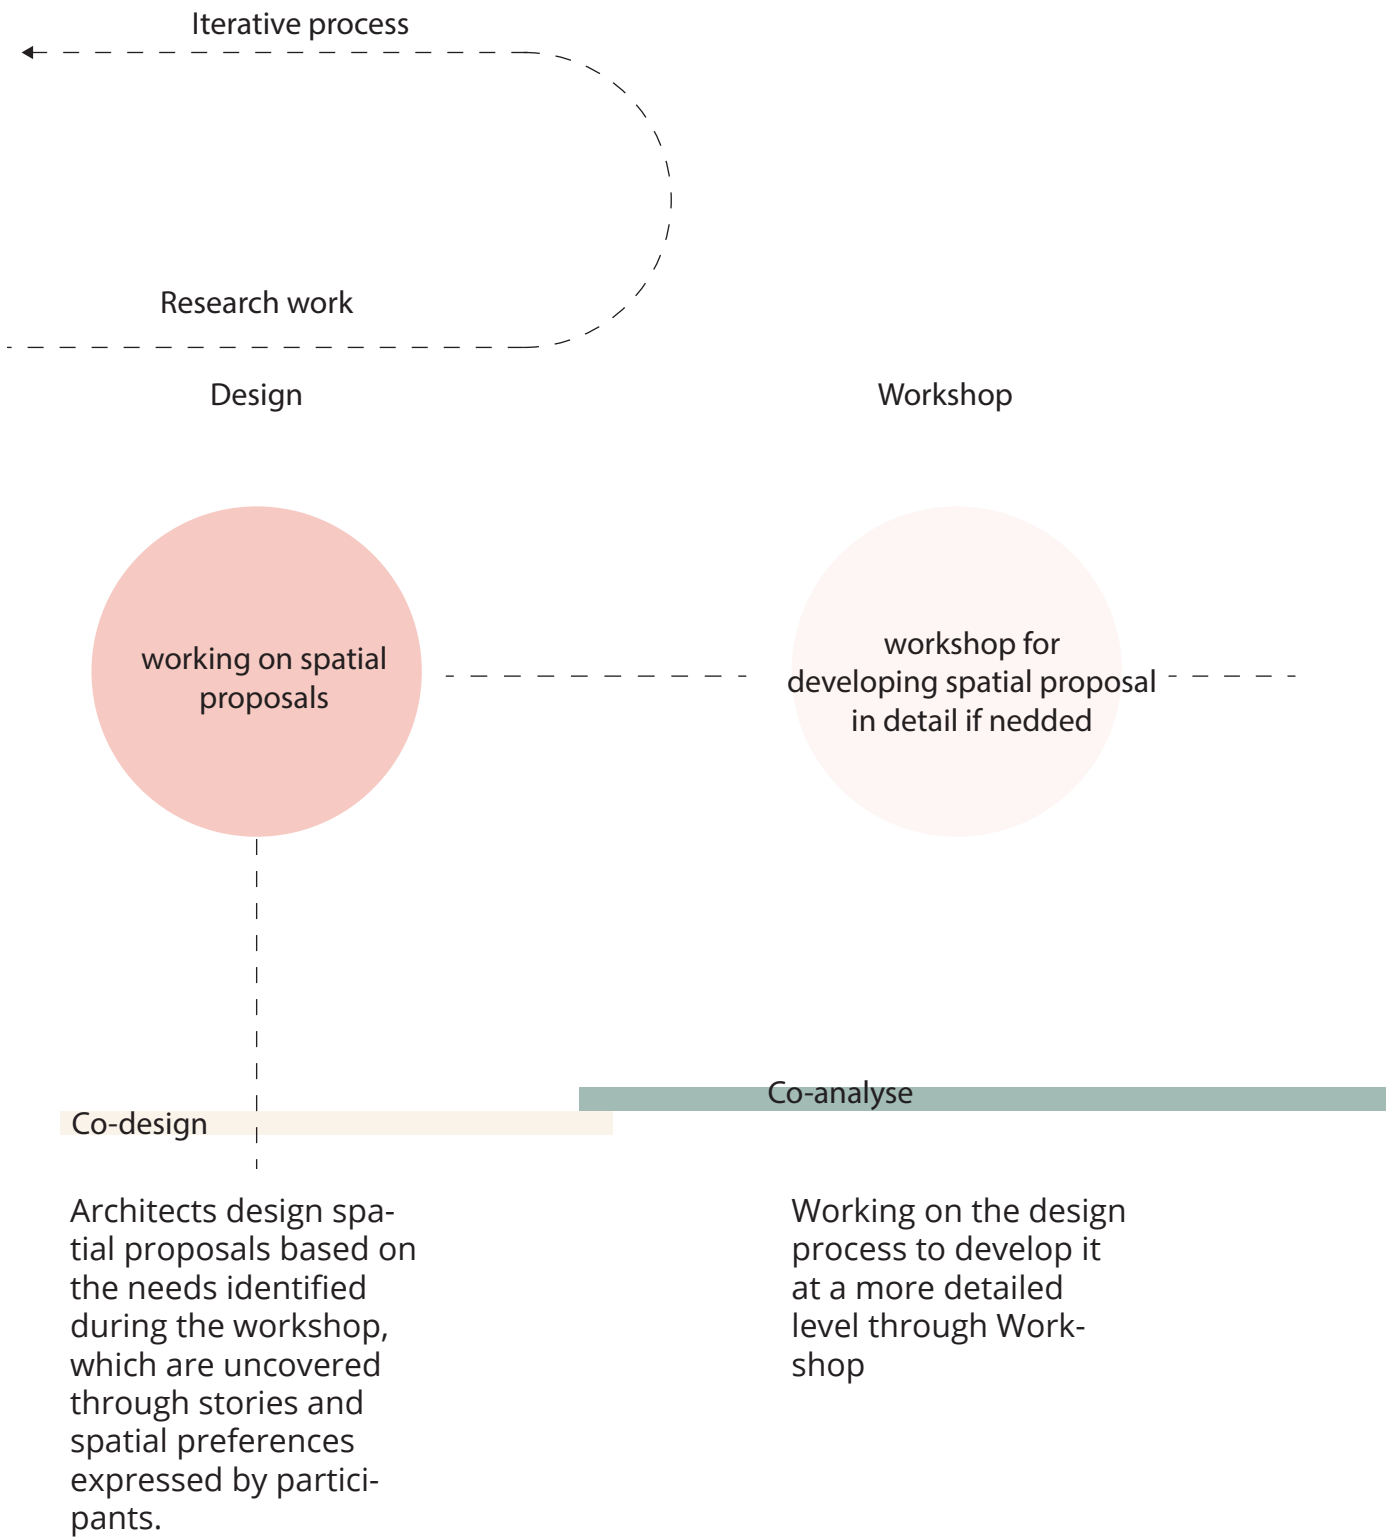 Iterative process
Research work
Design
Workshop
working on spatial
proposals
workshop for
developing spatial proposal
in detail if nedded
Co-analyse
Co-design
Architects design spa-
tial proposals based on
the needs identified
during the workshop,
which are uncovered
through stories and
spatial preferences
expressed by partici-
pants.
Working on the design
process to develop it
at a more detailed
level through Work-
shop